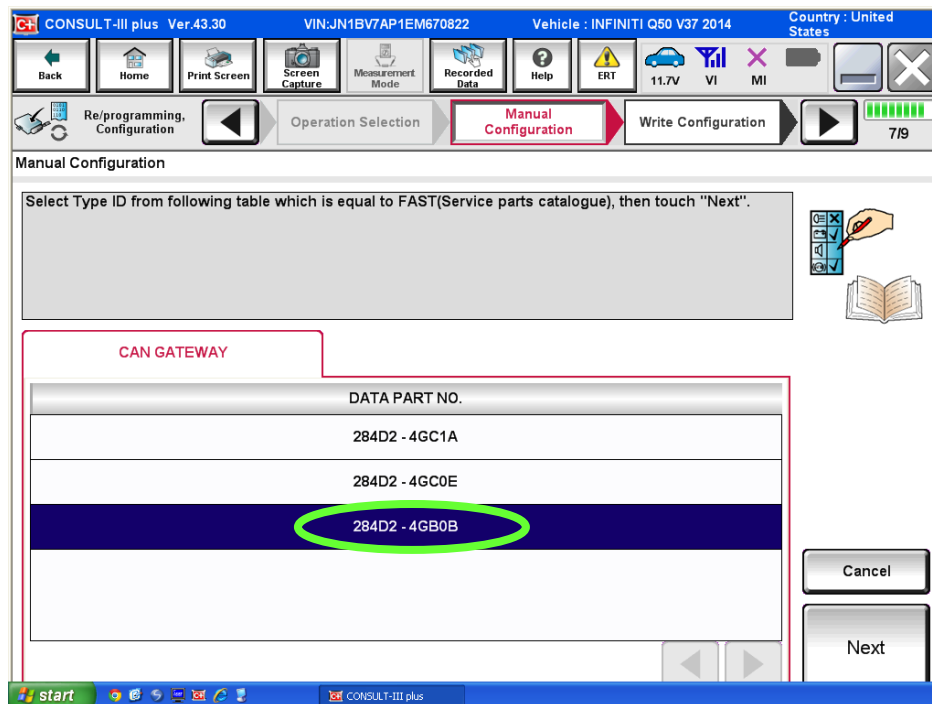 C+ CONSULT-III plus Ver.43.30 VIN:JN1BV7AP1EM670822 Vehicle : INFINITI Q50 V37 2014 Country : United States
Back Home Print Screen Screen Capture Measurement Mode Recorded Data Help ERT 11.7V VI MI
Re/programming, Configuration Operation Selection Manual Configuration Write Configuration 7/9
Manual Configuration
Select Type ID from following table which is equal to FAST(Service parts catalogue), then touch "Next".
CAN GATEWAY
DATA PART NO.
284D2 - 4GC1A
284D2 - 4GC0E
284D2 - 4GB0B
Cancel
Next
start C+ CONSULT-III plus